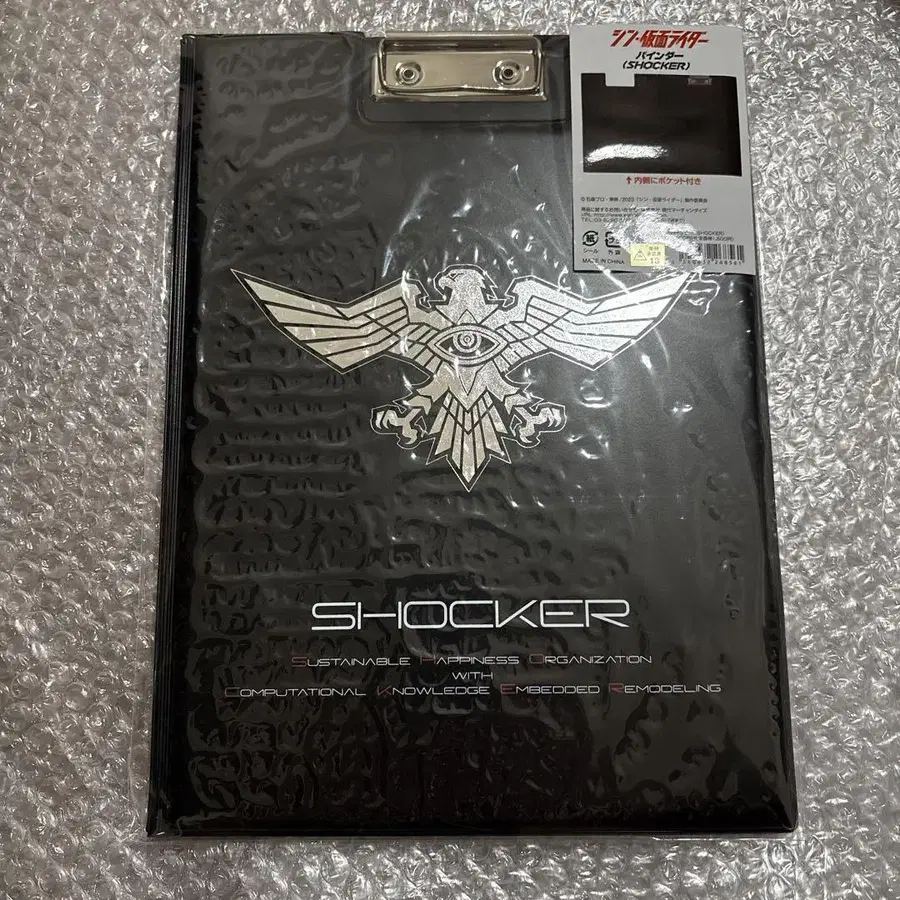 シン・仮面ライダー
バインダー
(SHOCKER)
↑内側にポケット付き
MADE IN CHINA
SHOCKER
SUSTAINABLE HAPPINESS ORGANIZATION
WITH
COMPUTATIONAL KNOWLEDGE EMBEDDED REMODELING